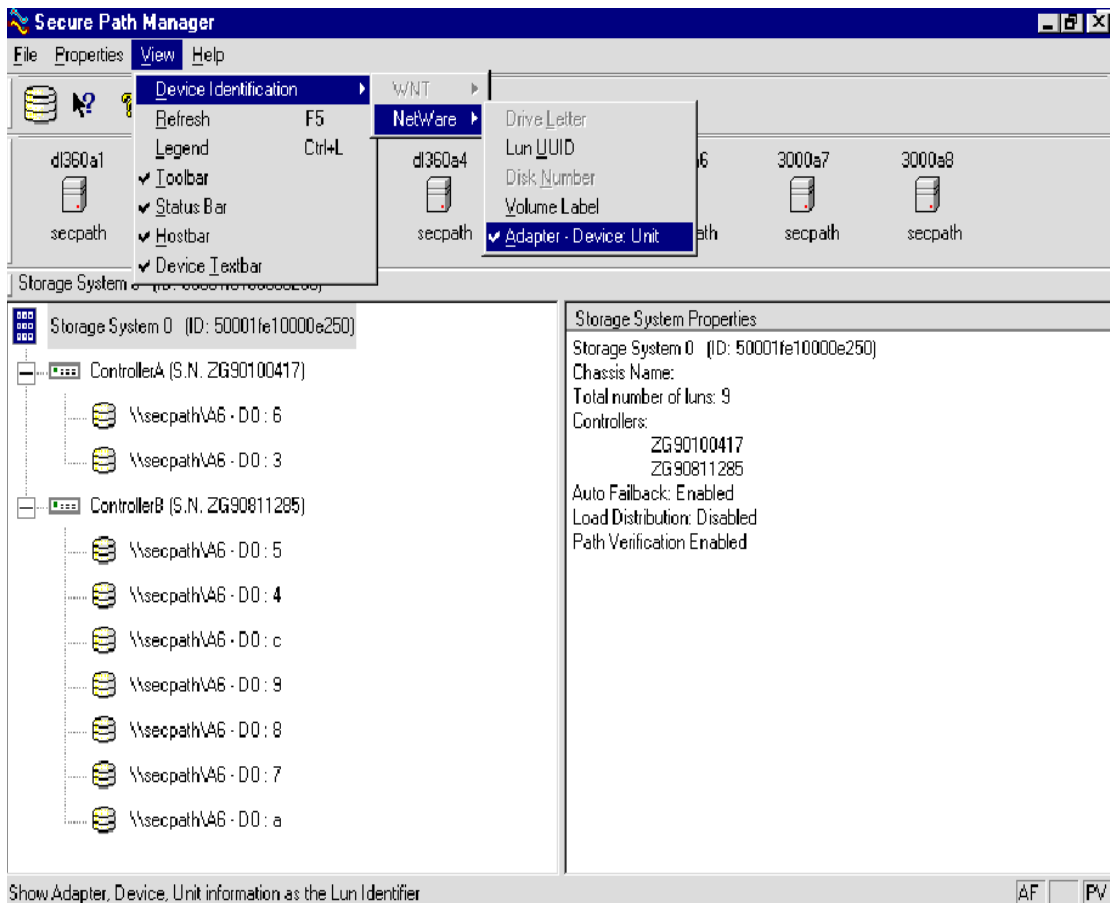 Secure Path Manager
File Properties View Help
Device Identification
Refresh F5
Legend Ctrl+L
Toolbar
Status Bar
Hostbar
Device Textbar
WNT
NetWare
Drive Letter
Lun UUID
Disk Number
Volume Label
Adapter - Device: Unit
dl360a1
secpath
dl360a4
secpath
3000a7
secpath
3000a8
secpath
Storage System
Storage System 0 (ID: 50001fe10000e250)
ControllerA (S.N. ZG90100417)
\\secpath\A6 - D0 : 6
\\secpath\A6 - D0 : 3
ControllerB (S.N. ZG90811285)
\\secpath\A6 - D0 : 5
\\secpath\A6 - D0 : 4
\\secpath\A6 - D0 : c
\\secpath\A6 - D0 : 9
\\secpath\A6 - D0 : 8
\\secpath\A6 - D0 : 7
\\secpath\A6 - D0 : a
Storage System Properties
Storage System 0 (ID: 50001fe10000e250)
Chassis Name:
Total number of luns: 9
Controllers:
ZG90100417
ZG90811285
Auto Failback: Enabled
Load Distribution: Disabled
Path Verification Enabled
Show Adapter, Device, Unit information as the Lun Identifier
AF PV